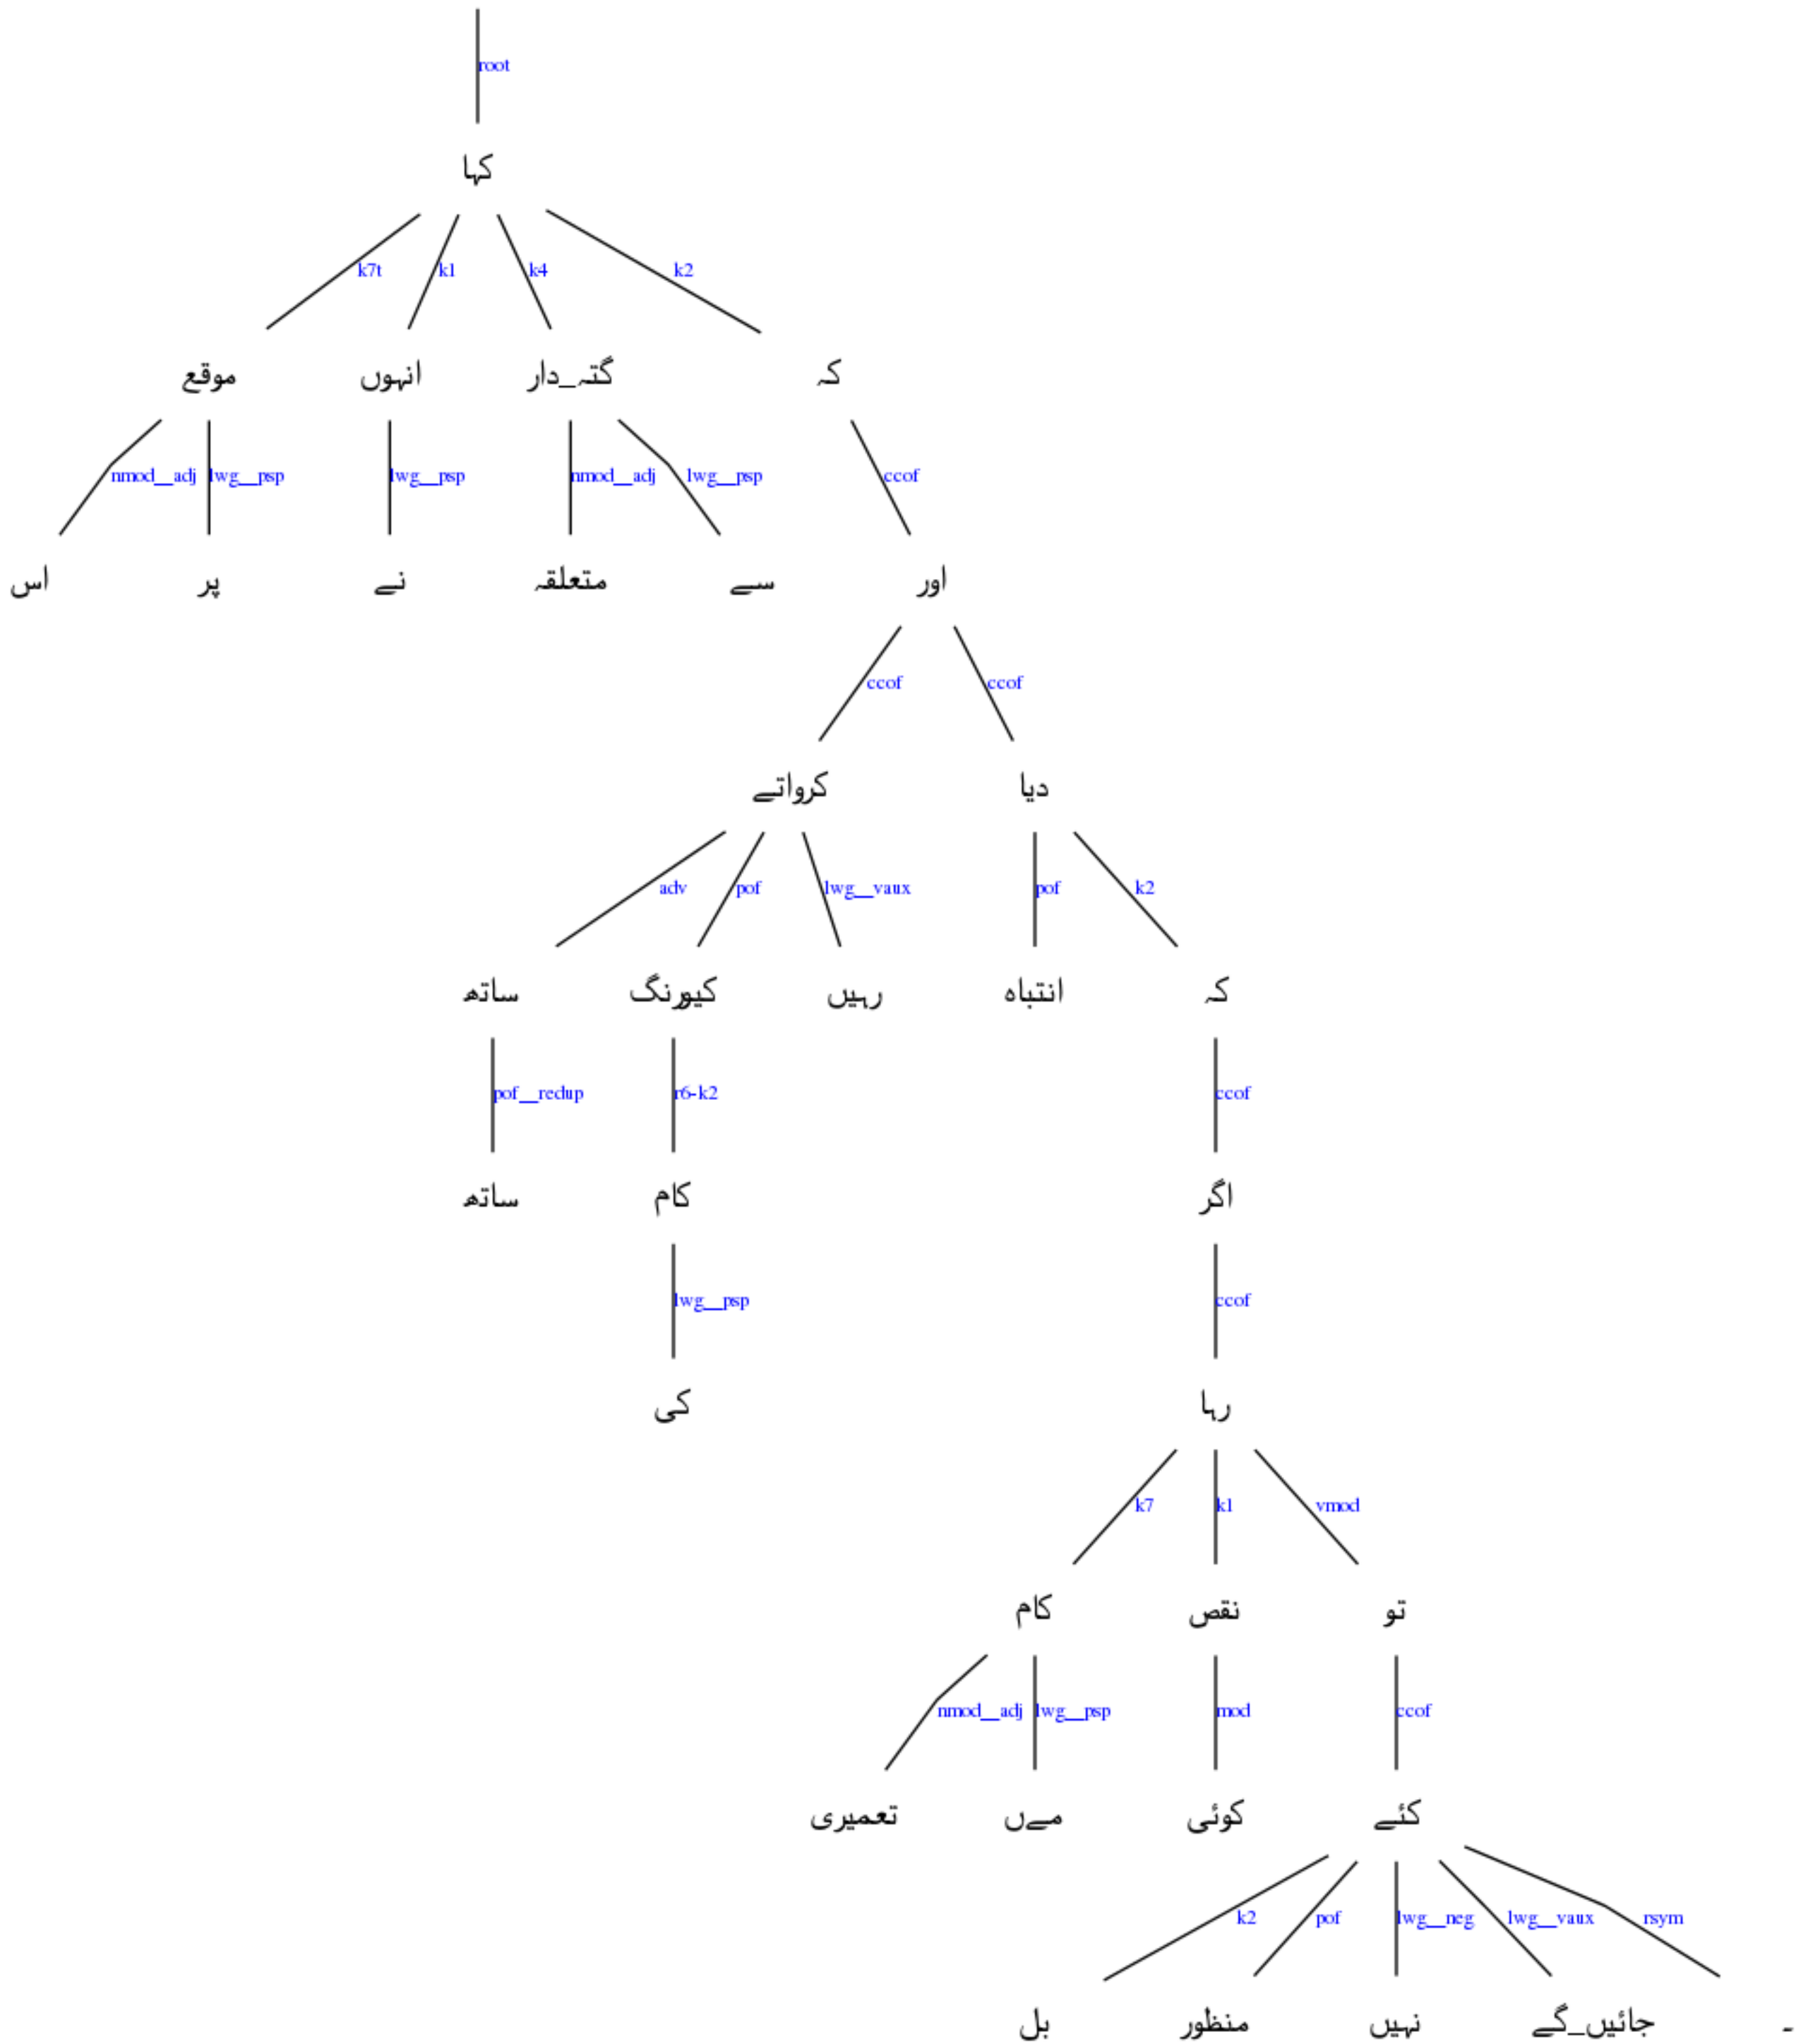 root
کہا
k7t k1 k4 k2
موقع انہوں گتہ_دار کہ
nmod__adj lwg__psp lwg__psp nmod__adj lwg__psp ccof
اس پر نے متعلقہ سے اور
ccof ccof
کرواتے دیا
adv pof lwg__vaux pof k2
ساتھ کیورنگ رہیں انتباہ کہ
pof__redup r6-k2 ccof
ساتھ کام اگر
lwg__psp ccof
کی رہا
k7 k1 vmod
کام نقص تو
nmod__adj lwg__psp mod ccof
تعمیری مےں کوئی کئے
k2 pof lwg__neg lwg__vaux rsym
بل منظور نہیں جائیں_گے ۔